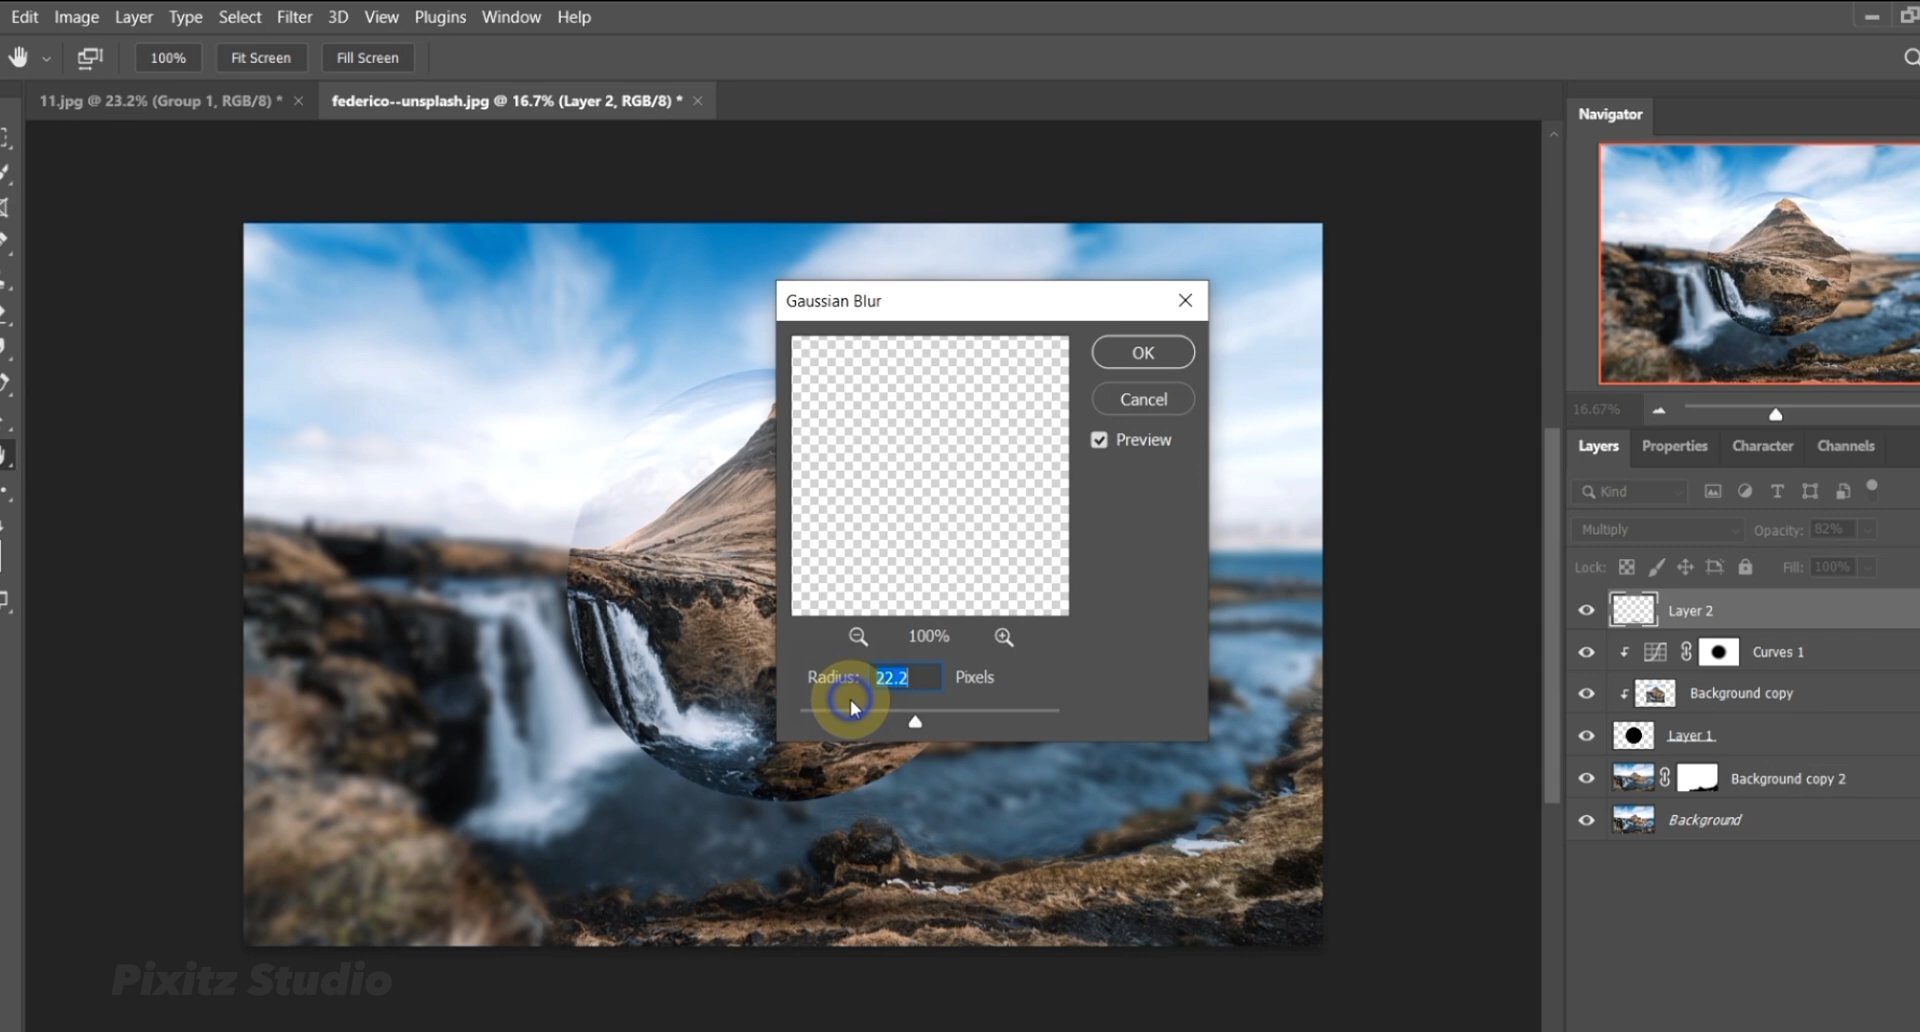 Edit Image Layer Type Select Filter 3D View Plugins Window Help
100% Fit Screen Fill Screen
11.jpg @ 23.2% (Group 1, RGB/8) * × federico--unsplash.jpg @ 16.7% (Layer 2, RGB/8) * ×
Navigator
Gaussian Blur
OK
Cancel
Preview
100%
Radius: 22.2 Pixels
16.67%
Layers Properties Character Channels
Kind
Multiply Opacity: 82%
Lock: Fill: 100%
Layer 2
Curves 1
Background copy
Layer 1
Background copy 2
Background
Pixitz Studio